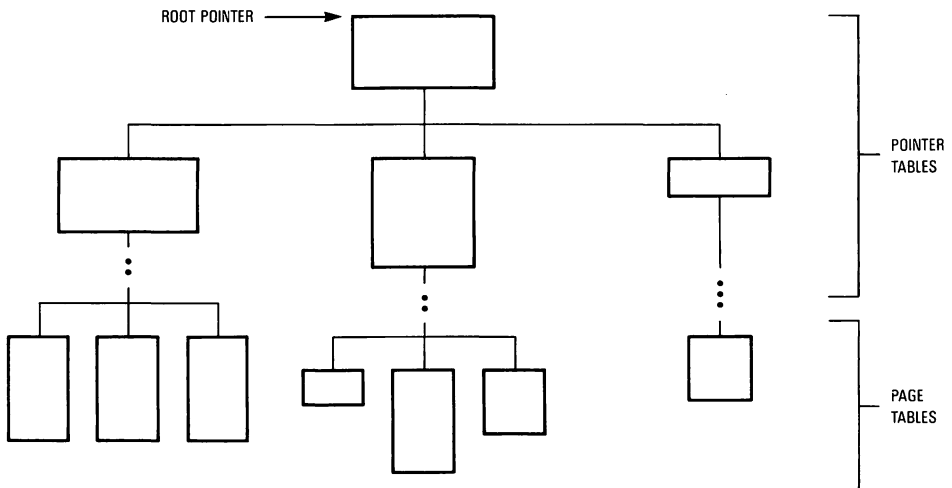 ROOT POINTER
POINTER
TABLES
PAGE
TABLES